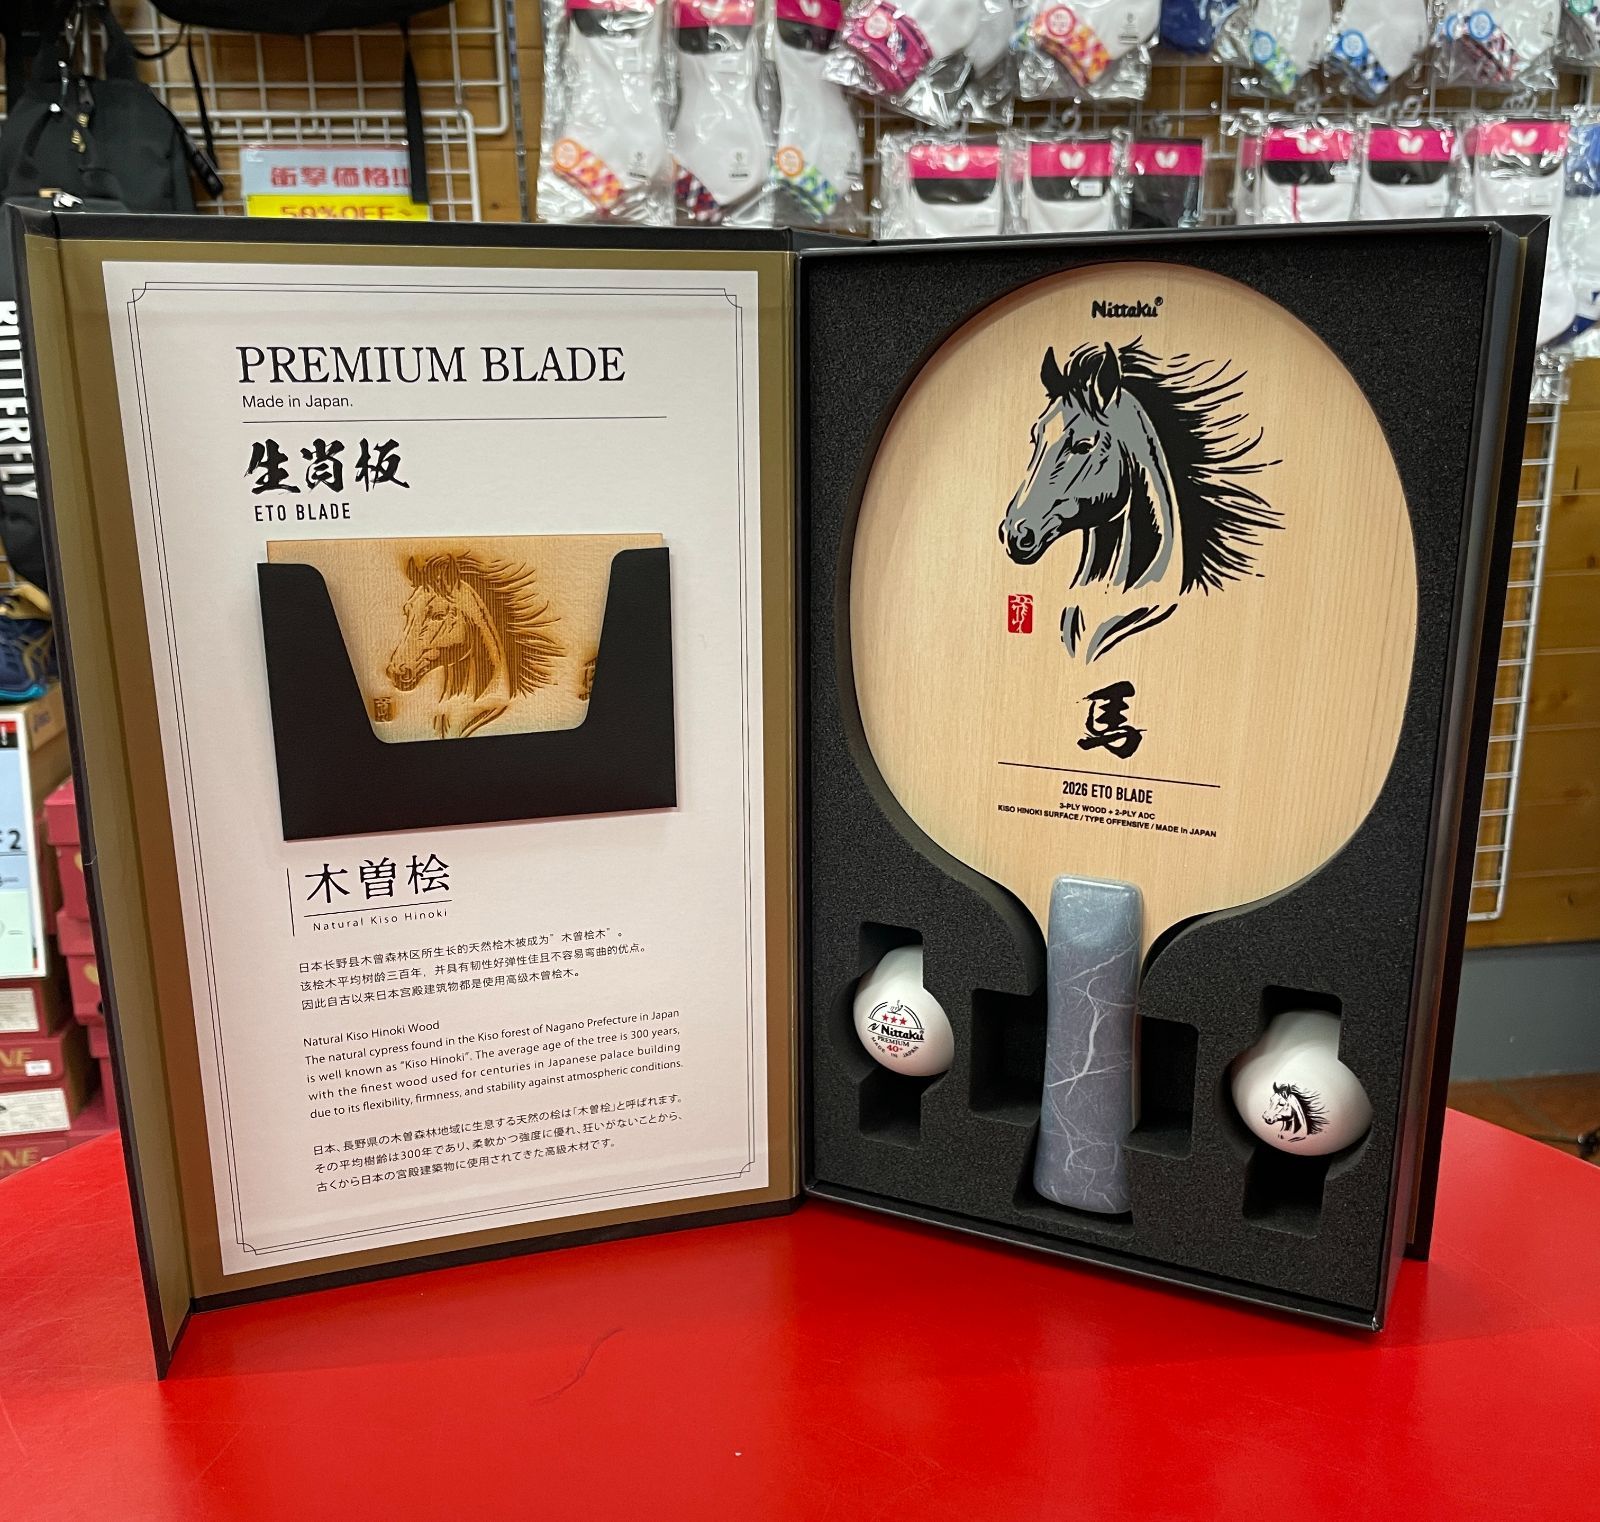 衝撃価格!!
50%OFF~
BUTTERFLY
PREMIUM BLADE
Made in Japan.
生肖板
ETO BLADE
木曽桧
Natural Kiso Hinoki
日本长野县木曾森林区所生长的天然桧木被成为”木曾桧木”。
该桧木平均树龄三百年，并具有韧性好弹性佳且不容易弯曲的优点。
因此自古以来日本宫殿建筑物都是使用高级木曾桧木。
Natural Kiso Hinoki Wood
The natural cypress found in the Kiso forest of Nagano Prefecture in Japan
is well known as “Kiso Hinoki”. The average age of the tree is 300 years,
with the finest wood used for centuries in Japanese palace building
due to its flexibility, firmness, and stability against atmospheric conditions.
日本、長野県の木曽森林地域に生息する天然の桧は「木曽桧」と呼ばれます。
その平均樹齢は300年であり、柔軟かつ強度に優れ、狂いがないことから、
古くから日本の宮殿建築物に使用されてきた高級木材です。
Nittaku®
馬
2026 ETO BLADE
3-PLY WOOD + 2-PLY ADC
KISO HINOKI SURFACE / TYPE OFFENSIVE / MADE in JAPAN
Nittaku
PREMIUM
40+
MADE IN JAPAN